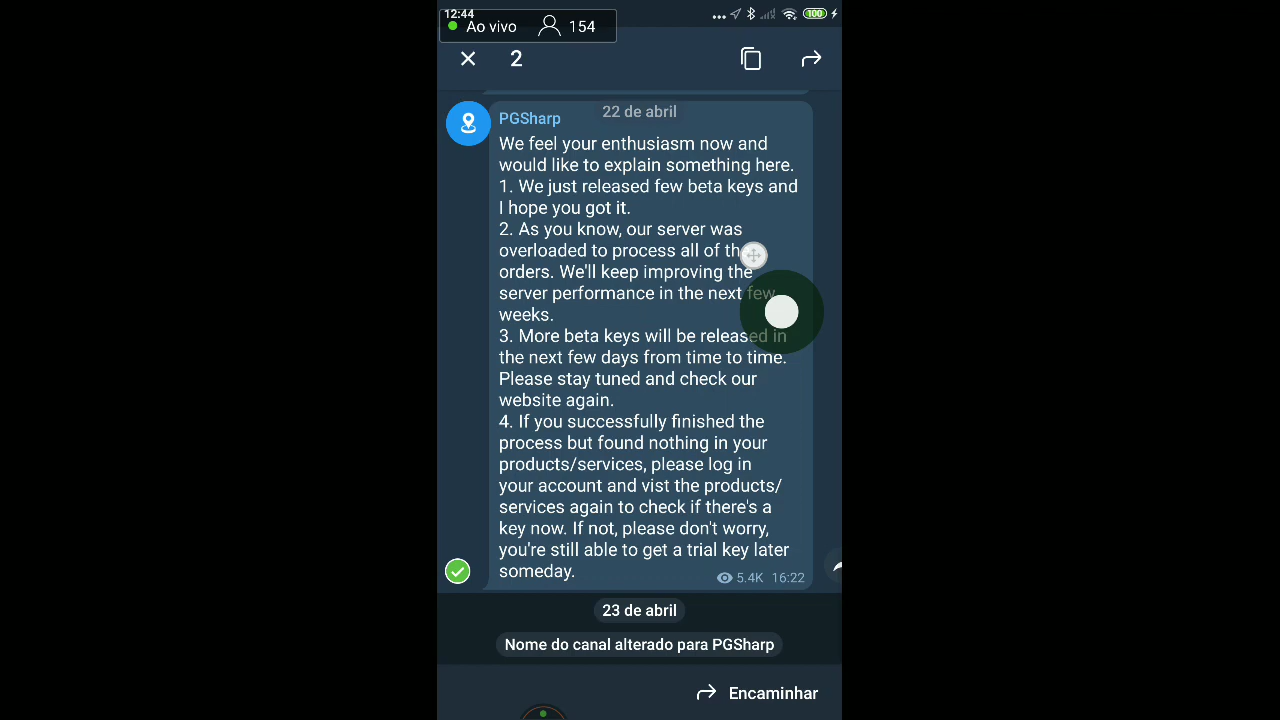 12:44
100
Ao vivo 154
2
22 de abril
PGSharp
We feel your enthusiasm now and
would like to explain something here.
1. We just released few beta keys and
I hope you got it.
2. As you know, our server was
overloaded to process all of
orders. We'll keep improving the
server performance in the next few
weeks.
3. More beta keys will be released in
the next few days from time to time.
Please stay tuned and check our
website again.
4. If you successfully finished the
process but found nothing in your
products/services, please log in
your account and vist the products/
services again to check if there's a
key now. If not, please don't worry,
you're still able to get a trial key later
someday.
5.4K 16:22
23 de abril
Nome do canal alterado para PGSharp
Encaminhar